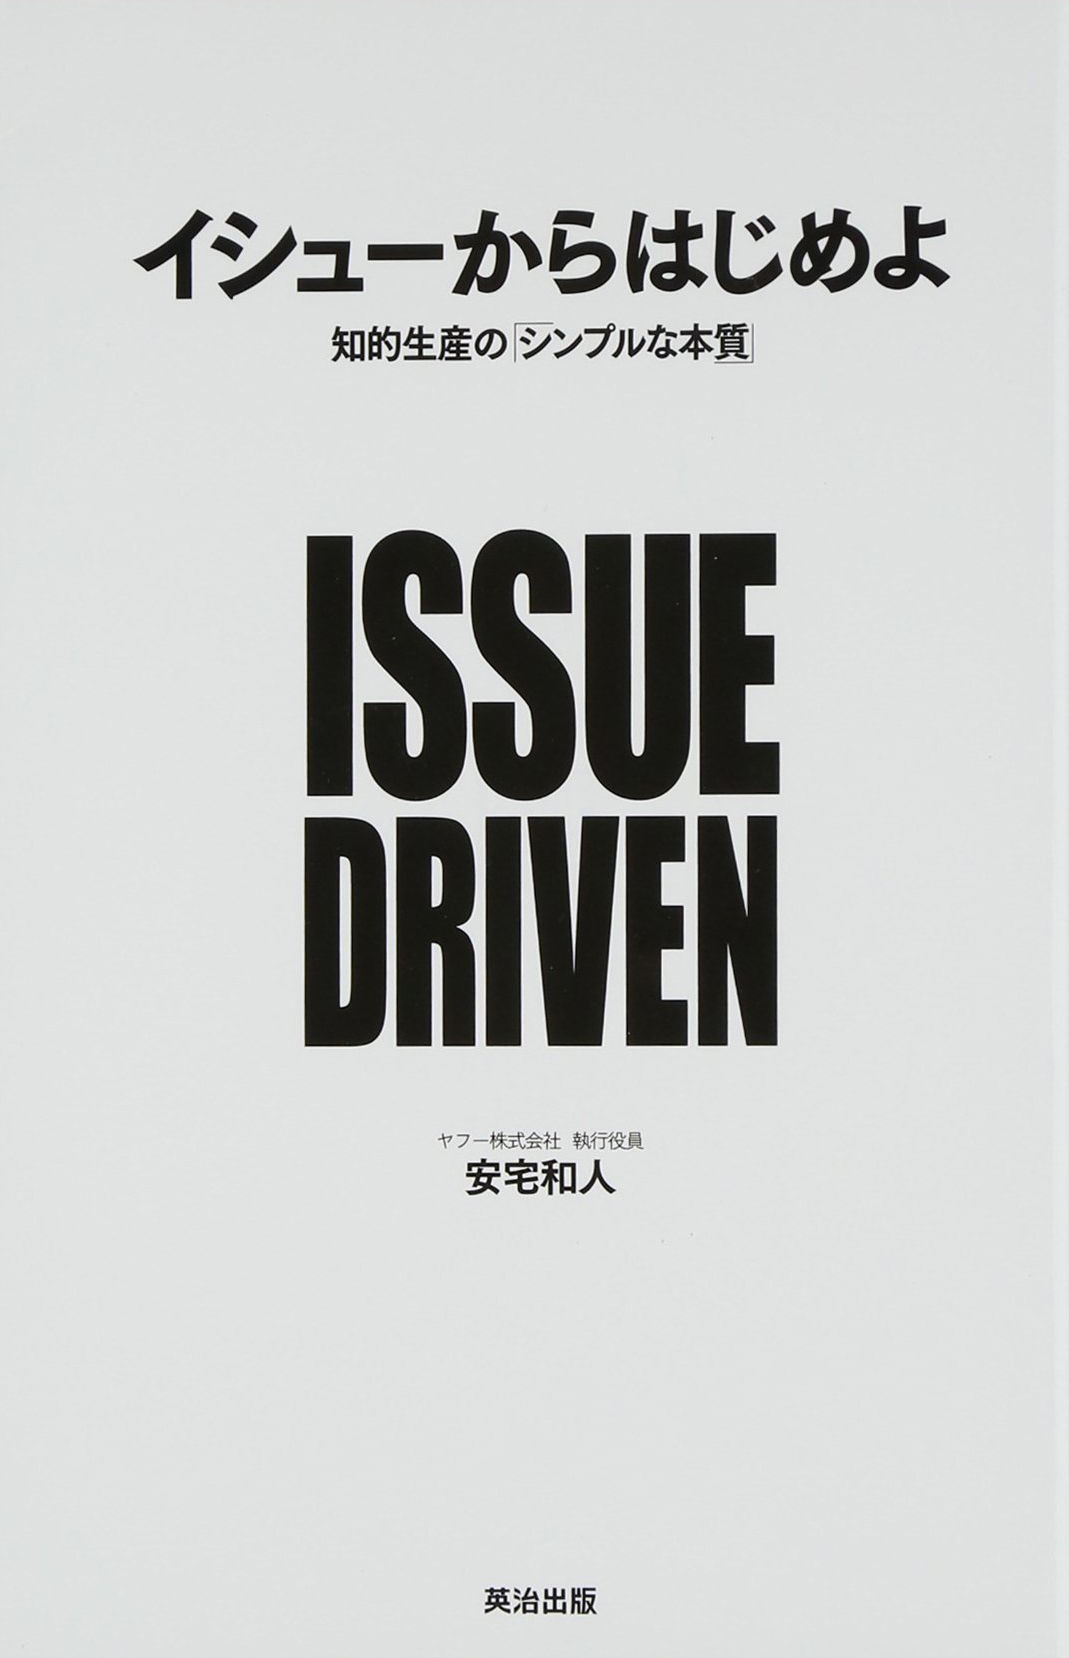 イシューからはじめよ
知的生産の「シンプルな本質」
ISSUE
DRIVEN
ヤフー株式会社 執行役員
安宅和人
英治出版